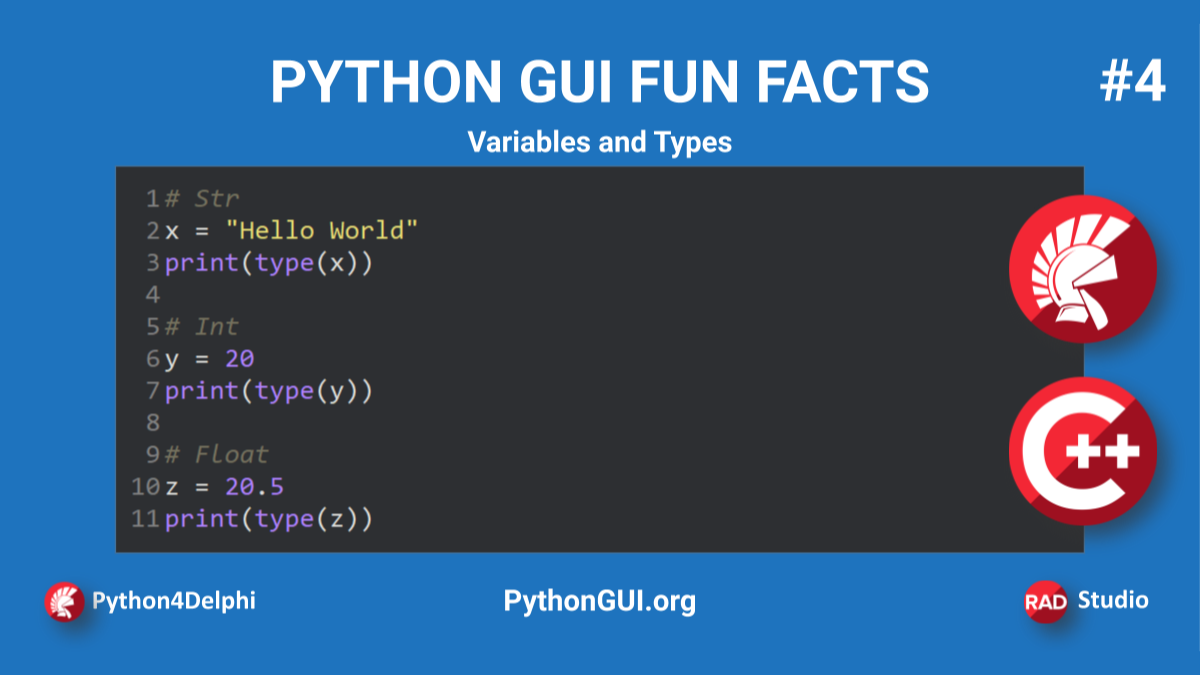 PYTHON GUI FUN FACTS
#4
Variables and Types
1 # Str
2 x = "Hello World"
3 print(type(x))
4
5 # Int
6 y = 20
7 print(type(y))
8
9 # Float
10 z = 20.5
11 print(type(z))
C++
Python4Delphi
PythonGUI.org
RAD Studio